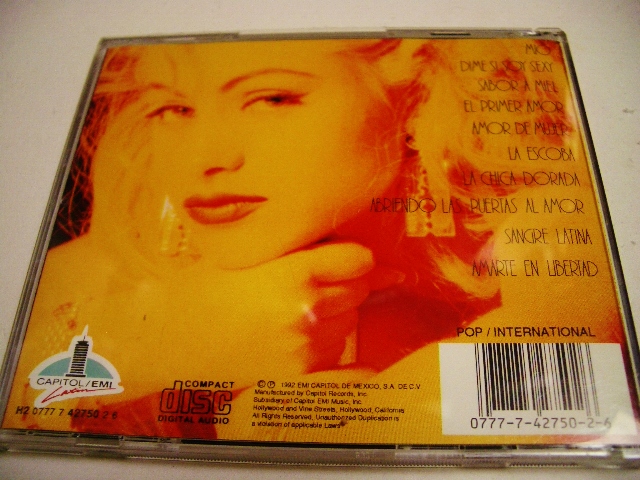 MIO
DIME SI SOY SEXY
SABOR A MIEL
EL PRIMER AMOR
AMOR DE MUJER
LA ESCOBA
LA CHICA DORADA
ABRIENDO LAS PUERTAS AL AMOR
SANGRE LATINA
AMARTE EN LIBERTAD
POP / INTERNATIONAL
CAPITOL/EMI
Latin
H2 0777 7 42750 2 6
COMPACT
disc
DIGITAL AUDIO
© ℗ 1992 EMI CAPITOL DE MEXICO, S.A. DE C.V.
Manufactured by Capitol Records, Inc.
Subsidiary of Capitol EMI Music, Inc.
Hollywood and Vine Streets, Hollywood, California
All Rights Reserved. Unauthorized Duplication is
a violation of applicable Laws
0777-7-42750-2-6